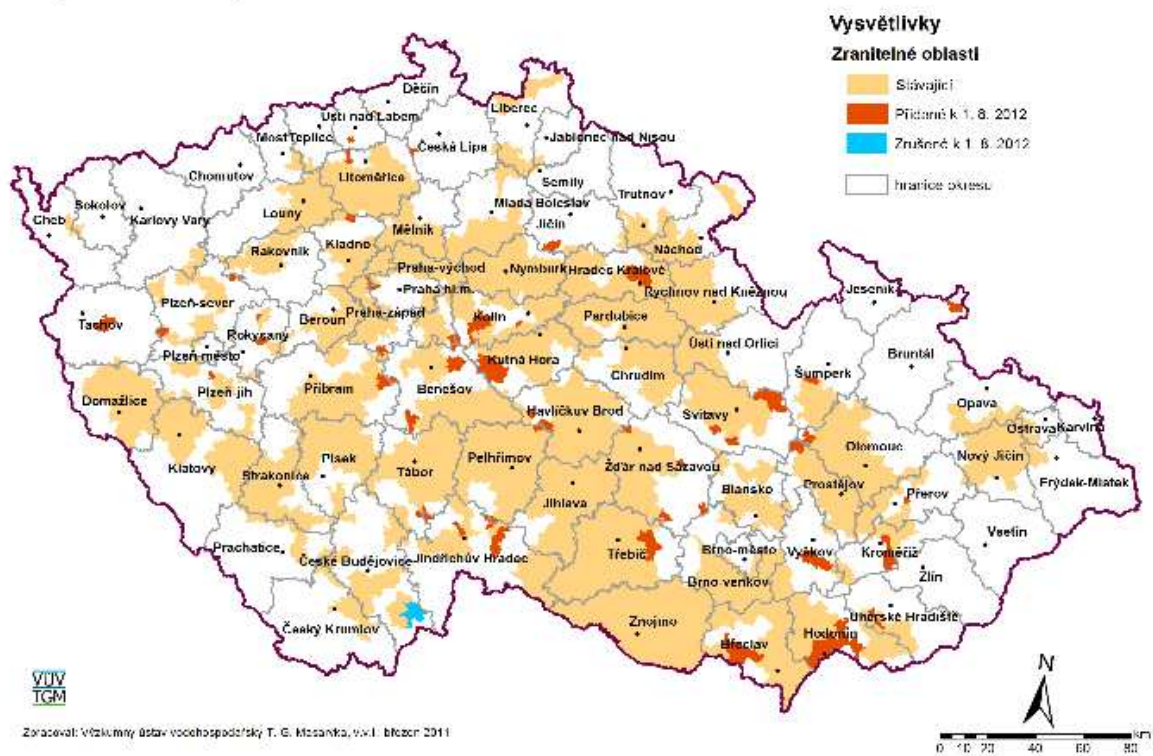 Vysvětlivky
Zranitelné oblasti
Stávající
Přidané k 1. 8. 2012
Zrušené k 1. 8. 2012
hranice okresu
Děčín
Liberec
Ústí nad Labem
Most
Teplice
Jablonec nad Nisou
Česká Lípa
Chomutov
Litoměřice
Semily
Trutnov
Sokolov
Karlovy Vary
Cheb
Louny
Mladá Boleslav
Jičín
Mělník
Náchod
Rakovník
Kladno
Praha-východ
Nymburk
Hradec Králové
Praha hl.m.
Rychnov nad Kněžnou
Jeseník
Plzeň-sever
Tachov
Rokycany
Beroun
Praha-západ
Kolín
Pardubice
Bruntál
Plzeň-město
Kutná Hora
Ústí nad Orlicí
Šumperk
Plzeň-jih
Příbram
Benešov
Chrudim
Domažlice
Havlíčkův Brod
Svitavy
Opava
Ostrava
Karviná
Olomouc
Nový Jičín
Klatovy
Písek
Pelhřimov
Strakonice
Tábor
Žďár nad Sázavou
Frýdek-Místek
Jihlava
Blansko
Prostějov
Přerov
Vsetín
Prachatice
České Budějovice
Jindřichův Hradec
Třebíč
Brno-město
Vyškov
Kroměříž
Zlín
Brno venkov
Český Krumlov
Znojmo
Břeclav
Hodonín
Uherské Hradiště
N
VÚV
TGM
Zpracoval: Výzkumný ústav vodohospodářský T. G. Masaryka, v.v.i., březen 2011
km
0 10 20 40 60 80